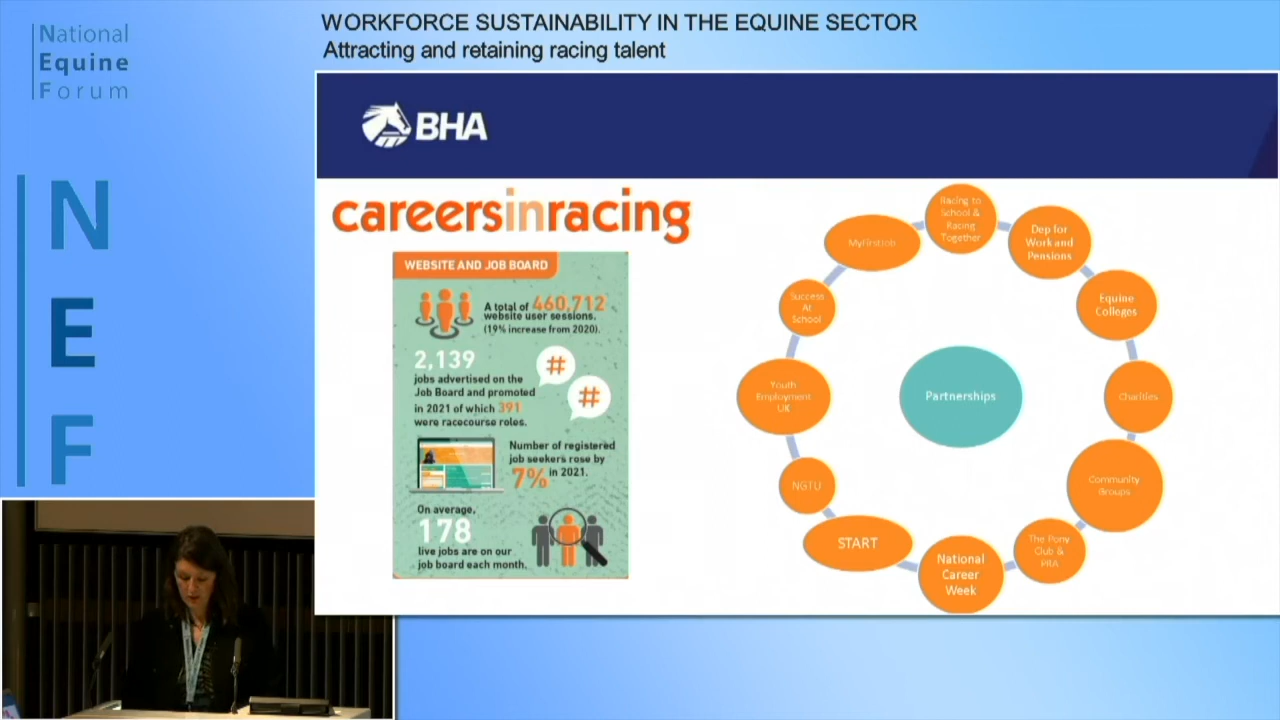 National
Equine
Forum
N
E
F
WORKFORCE SUSTAINABILITY IN THE EQUINE SECTOR
Attracting and retaining racing talent
BHA
careersinracing
WEBSITE AND JOB BOARD
A total of 460,712
website user sessions.
(19% increase from 2020).
2,139
jobs advertised on the
Job Board and promoted
in 2021 of which 391
were racecourse roles.
#
#
Number of registered
job seekers rose by
7% in 2021.
On average,
178
live jobs are on our
job board each month.
Partnerships
Racing to
School &
Racing
Together
Dep for
Work and
Pensions
Equine
Colleges
Charities
Community
Groups
The Pony
Club &
PRA
National
Career
Week
START
NGTU
Youth
Employment
UK
Success
At
School
MyFirstJob